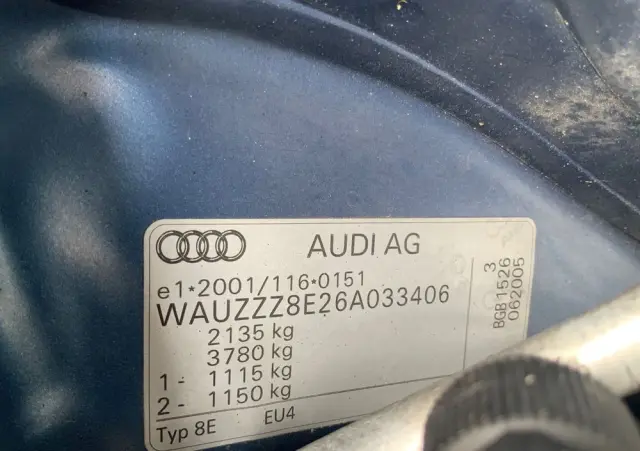 AUDI AG
e1*2001/116*0151
WAUZZZ8E26A033406
2135 kg
3780 kg
1 - 1115 kg
2 - 1150 kg
Typ 8E EU4
3
BGB1526
062005